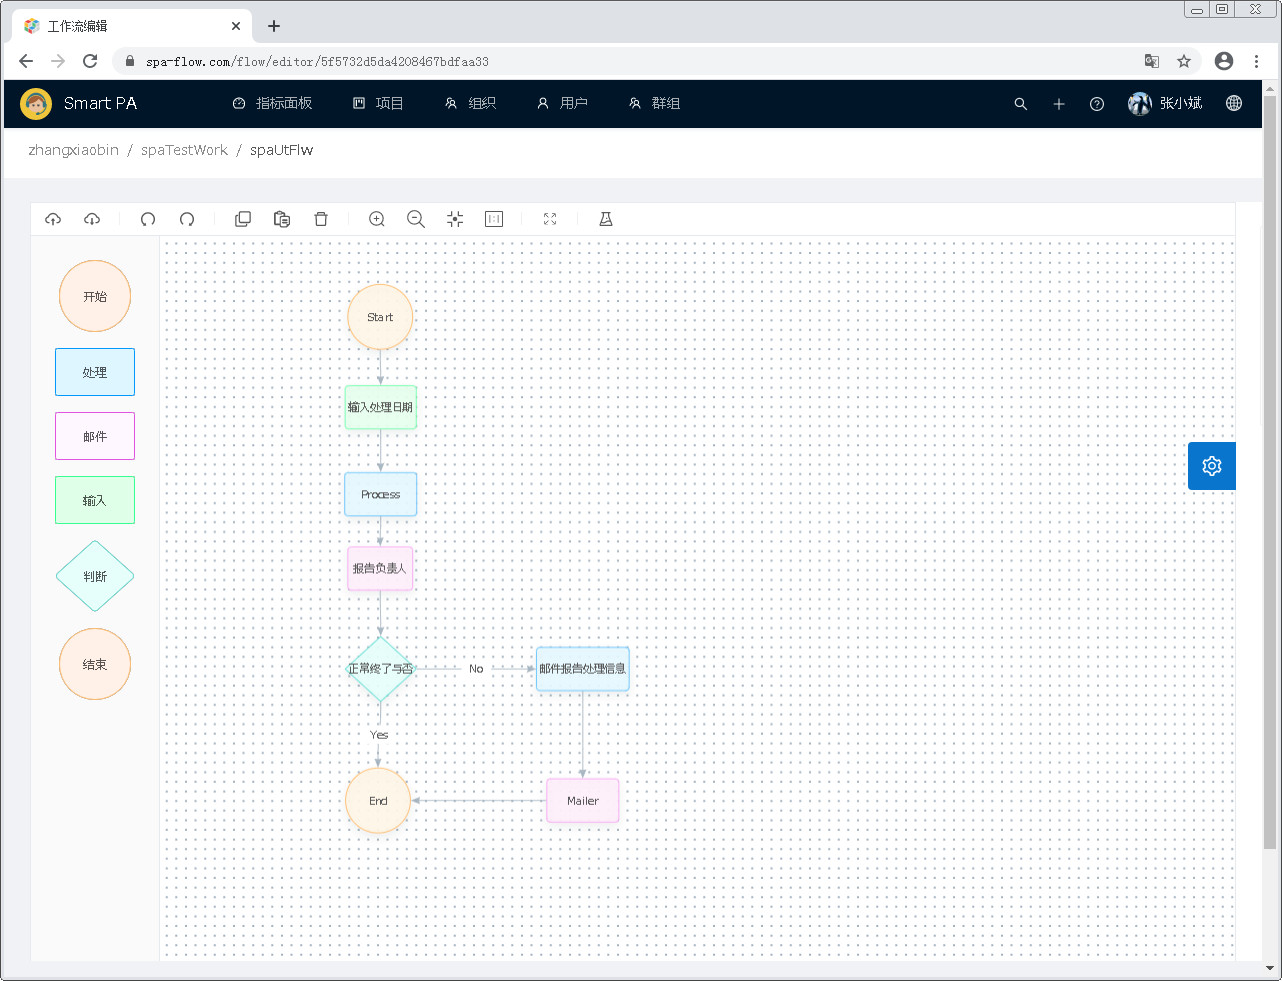 工作流编辑
spa-flow.com/flow/editor/5f5732d5da4208467bdfaa33
Smart PA 指标面板 项目 组织 用户 群组 张小斌
zhangxiaobin / spaTestWork / spaUtFlw
开始
处理
邮件
输入
判断
结束
Start
输入处理日期
Process
报告负责人
正常终了与否
No
邮件报告处理信息
Yes
End
Mailer